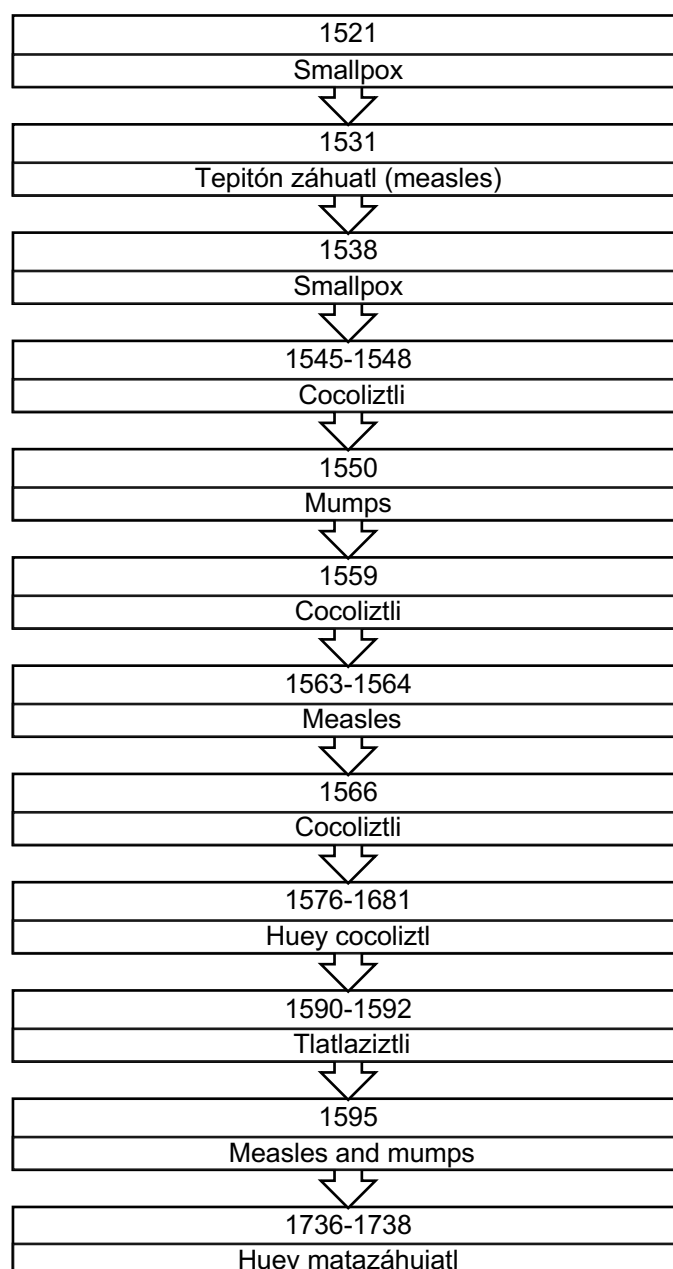 1521
Smallpox
1531
Tepitón záhuatl (measles)
1538
Smallpox
1545-1548
Cocoliztli
1550
Mumps
1559
Cocoliztli
1563-1564
Measles
1566
Cocoliztli
1576-1681
Huey cocoliztl
1590-1592
Tlatlaziztli
1595
Measles and mumps
1736-1738
Huey matazáhuiatl